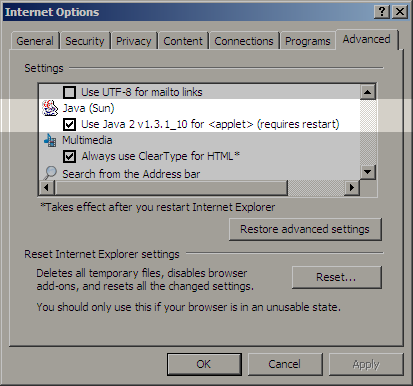 Internet Options
General Security Privacy Content Connections Programs Advanced
Settings
Use UTF-8 for mailto links
Java (Sun)
Use Java 2 v1.3.1_10 for <applet> (requires restart)
Multimedia
Always use ClearType for HTML*
Search from the Address bar
*Takes effect after you restart Internet Explorer
Restore advanced settings
Reset Internet Explorer settings
Deletes all temporary files, disables browser
add-ons, and resets all the changed settings.
Reset...
You should only use this if your browser is in an unusable state.
OK Cancel Apply